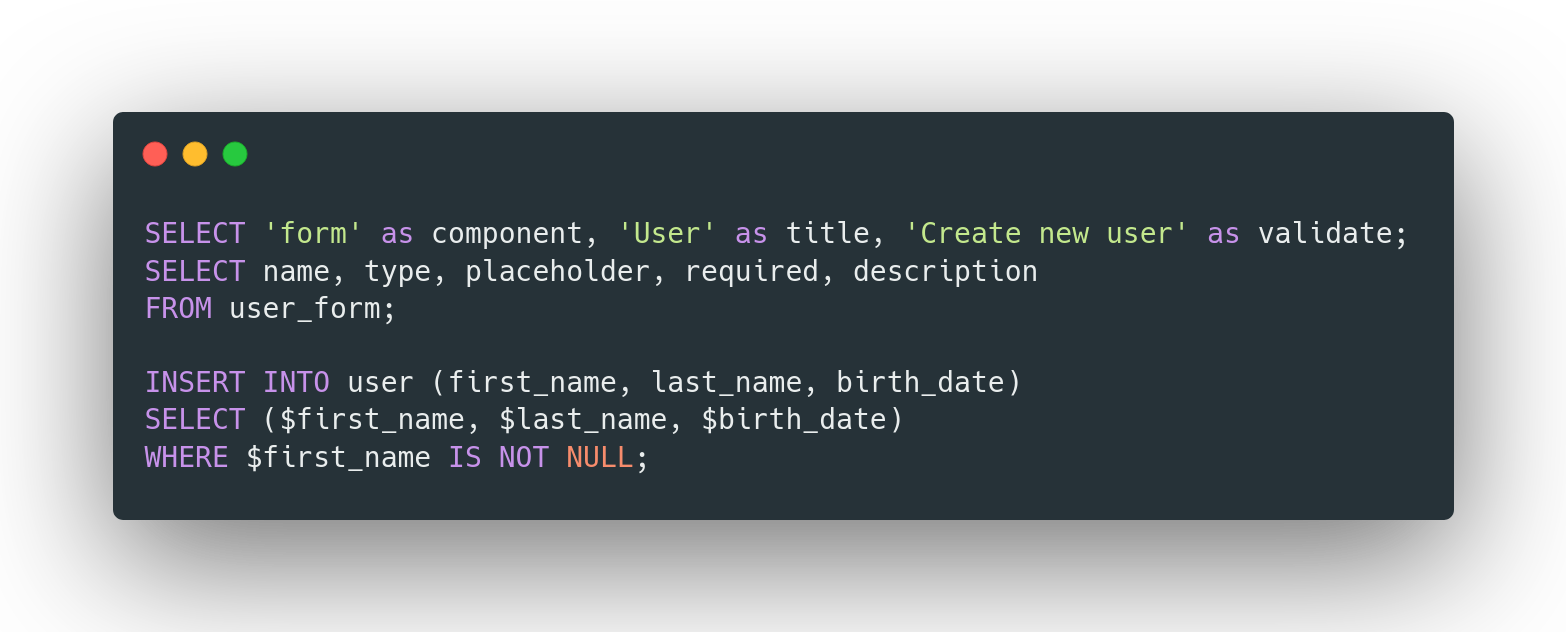 SELECT 'form' as component, 'User' as title, 'Create new user' as validate;
SELECT name, type, placeholder, required, description
FROM user_form;
INSERT INTO user (first_name, last_name, birth_date)
SELECT ($first_name, $last_name, $birth_date)
WHERE $first_name IS NOT NULL;